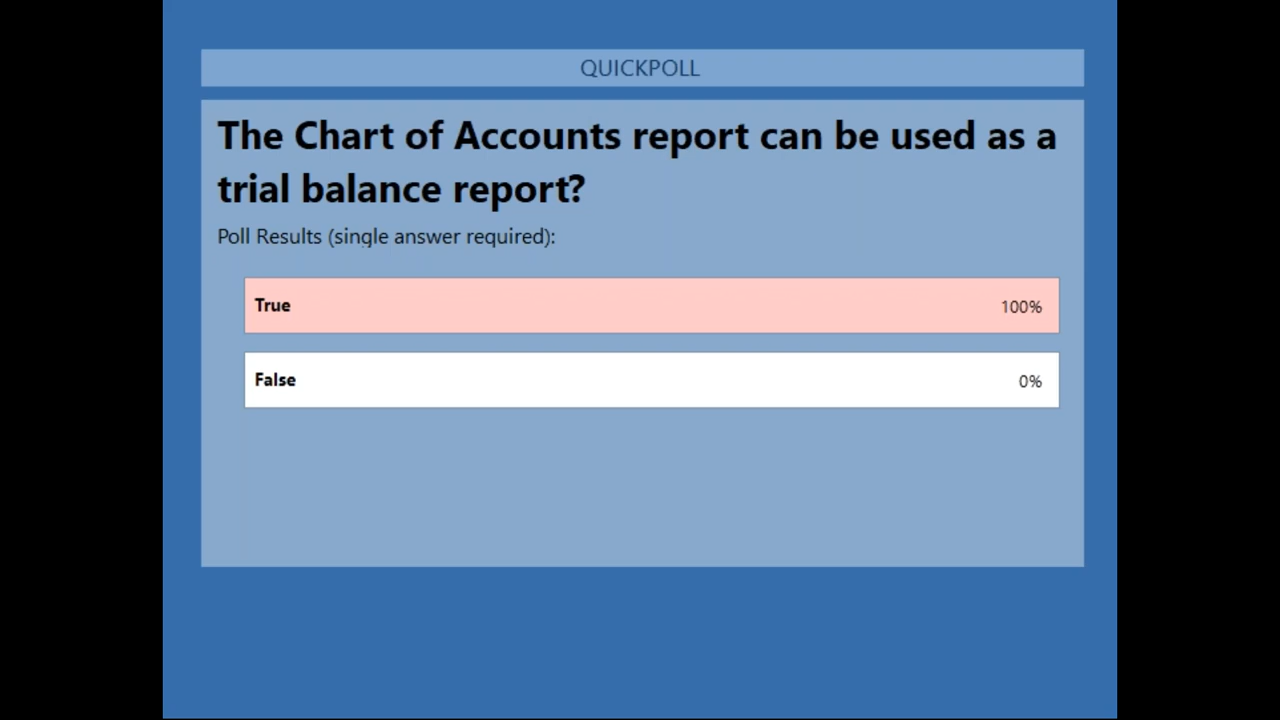 QUICKPOLL
The Chart of Accounts report can be used as a
trial balance report?
Poll Results (single answer required):
True 100%
False 0%